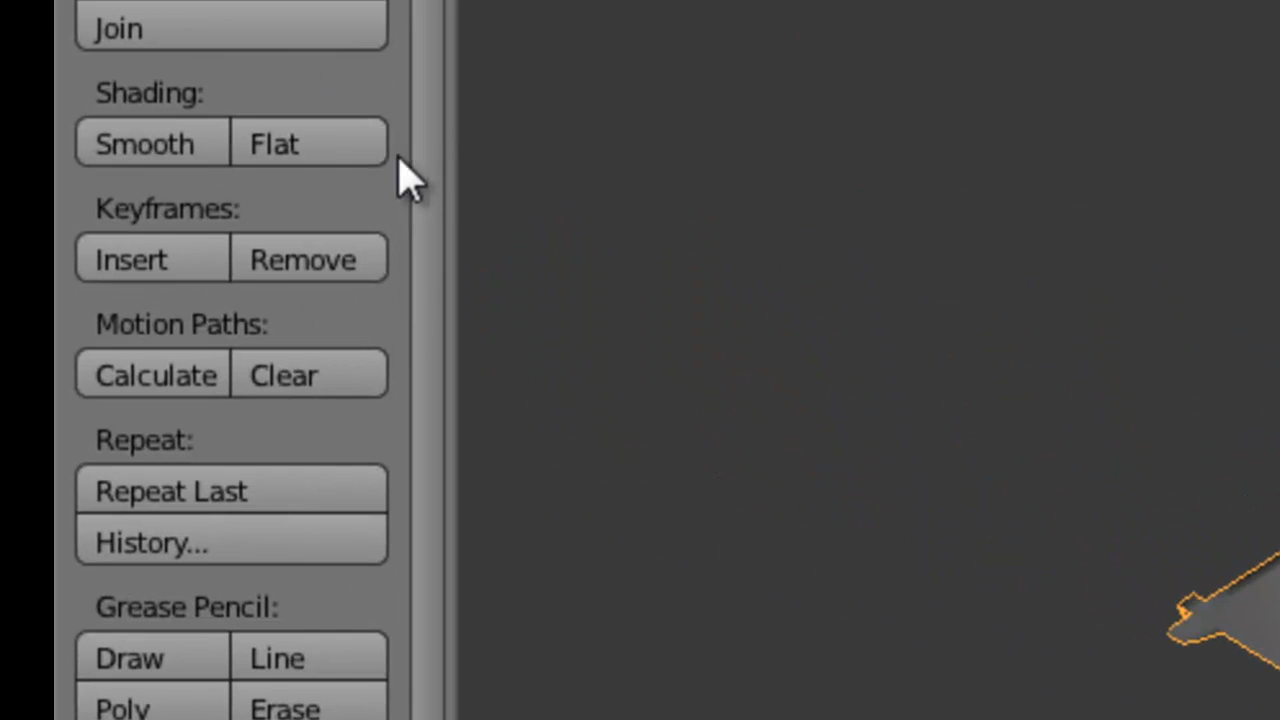 Join
Shading:
Smooth Flat
Keyframes:
Insert Remove
Motion Paths:
Calculate Clear
Repeat:
Repeat Last
History...
Grease Pencil:
Draw Line
Poly Erase